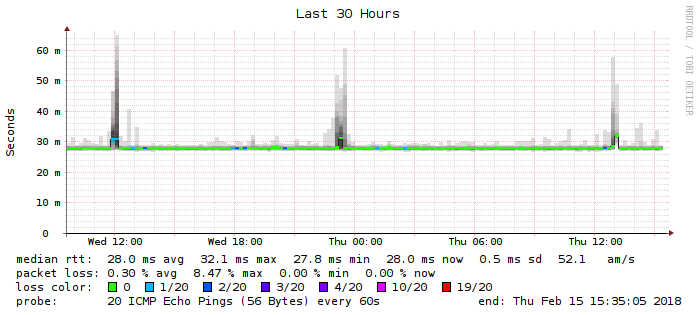 Last 30 Hours
RRDTOOL / TOBI OETIKER
Seconds
60 m
50 m
40 m
30 m
20 m
10 m
0
Wed 12:00 Wed 18:00 Thu 00:00 Thu 06:00 Thu 12:00
median rtt: 28.0 ms avg 32.1 ms max 27.8 ms min 28.0 ms now 0.5 ms sd 52.1 am/s
packet loss: 0.30 % avg 8.47 % max 0.00 % min 0.00 % now
loss color: 0 1/20 2/20 3/20 4/20 10/20 19/20
probe: 20 ICMP Echo Pings (56 Bytes) every 60s end: Thu Feb 15 15:35:05 2018